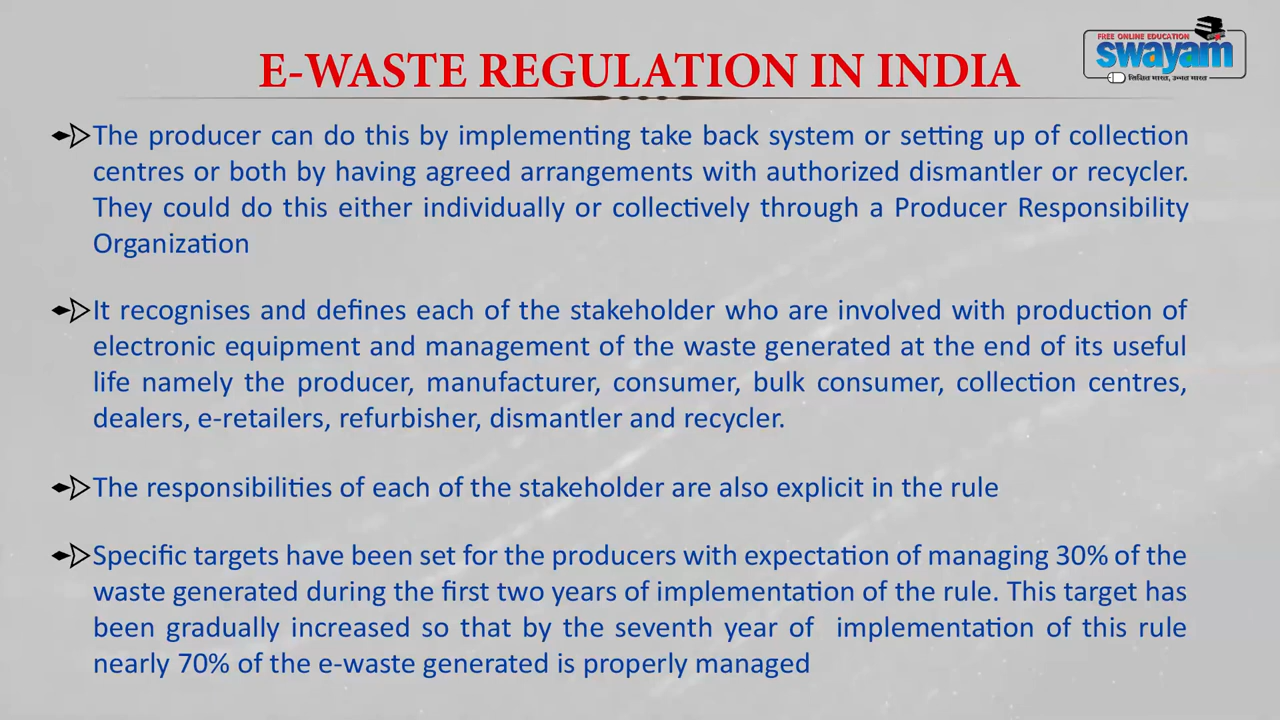 E-WASTE REGULATION IN INDIA
FREE ONLINE EDUCATION
swayam
शिक्षित भारत, उन्नत भारत
The producer can do this by implementing take back system or setting up of collection
centres or both by having agreed arrangements with authorized dismantler or recycler.
They could do this either individually or collectively through a Producer Responsibility
Organization
It recognises and defines each of the stakeholder who are involved with production of
electronic equipment and management of the waste generated at the end of its useful
life namely the producer, manufacturer, consumer, bulk consumer, collection centres,
dealers, e-retailers, refurbisher, dismantler and recycler.
The responsibilities of each of the stakeholder are also explicit in the rule
Specific targets have been set for the producers with expectation of managing 30% of the
waste generated during the first two years of implementation of the rule. This target has
been gradually increased so that by the seventh year of implementation of this rule
nearly 70% of the e-waste generated is properly managed